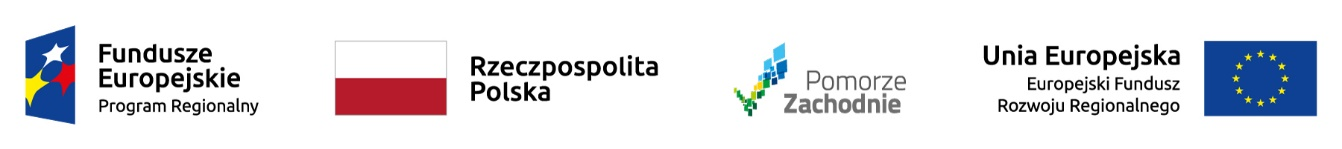 Fundusze
Europejskie
Program Regionalny
Rzeczpospolita
Polska
Pomorze
Zachodnie
Unia Europejska
Europejski Fundusz
Rozwoju Regionalnego